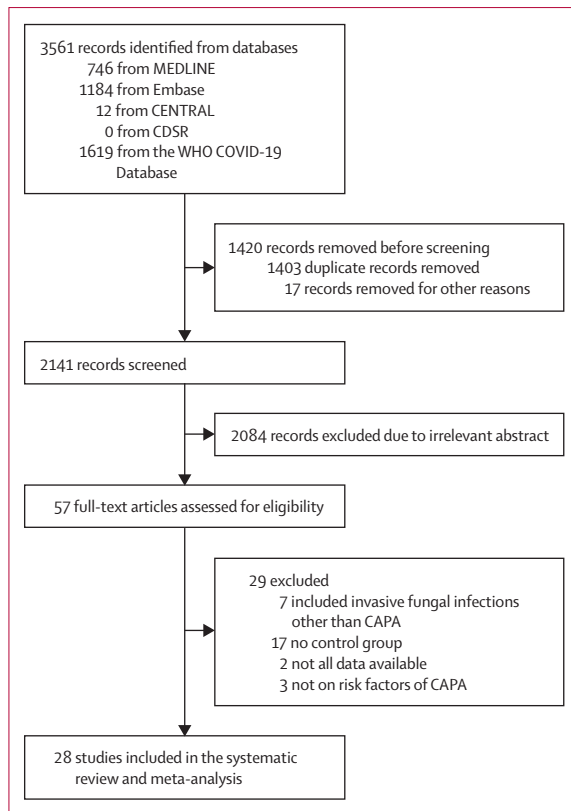 3561 records identified from databases
746 from MEDLINE
1184 from Embase
12 from CENTRAL
0 from CDSR
1619 from the WHO COVID-19
Database
1420 records removed before screening
1403 duplicate records removed
17 records removed for other reasons
2141 records screened
2084 records excluded due to irrelevant abstract
57 full-text articles assessed for eligibility
29 excluded
7 included invasive fungal infections
other than CAPA
17 no control group
2 not all data available
3 not on risk factors of CAPA
28 studies included in the systematic
review and meta-analysis